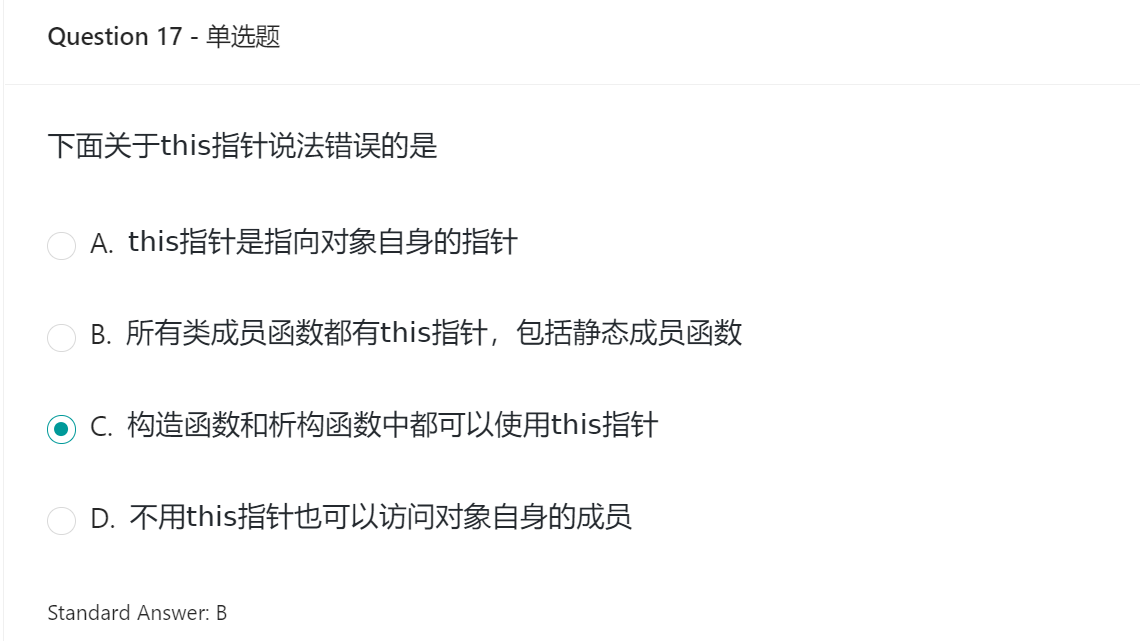 Question 17 - 单选题
下面关于this指针说法错误的是
A. this指针是指向对象自身的指针
B. 所有类成员函数都有this指针，包括静态成员函数
C. 构造函数和析构函数中都可以使用this指针
D. 不用this指针也可以访问对象自身的成员
Standard Answer: B